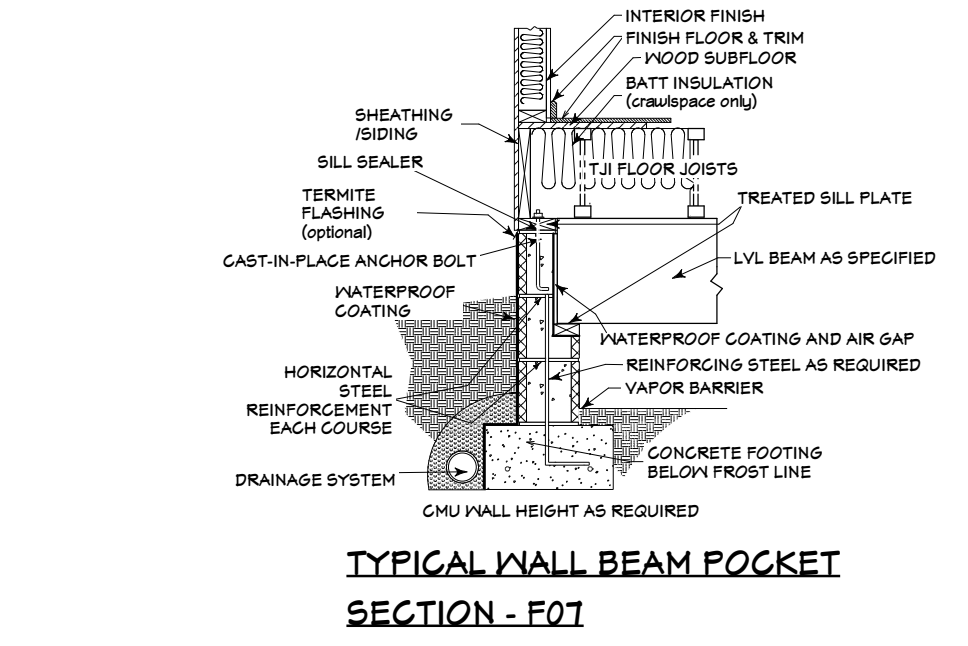 INTERIOR FINISH
FINISH FLOOR & TRIM
WOOD SUBFLOOR
BATT INSULATION
(crawlspace only)
SHEATHING
/SIDING
SILL SEALER
TJI FLOOR JOISTS
TERMITE
FLASHING
(optional)
TREATED SILL PLATE
CAST-IN-PLACE ANCHOR BOLT
LVL BEAM AS SPECIFIED
WATERPROOF
COATING
WATERPROOF COATING AND AIR GAP
HORIZONTAL
STEEL
REINFORCEMENT
EACH COURSE
REINFORCING STEEL AS REQUIRED
VAPOR BARRIER
CONCRETE FOOTING
BELOW FROST LINE
DRAINAGE SYSTEM
CMU WALL HEIGHT AS REQUIRED
TYPICAL WALL BEAM POCKET
SECTION - F07